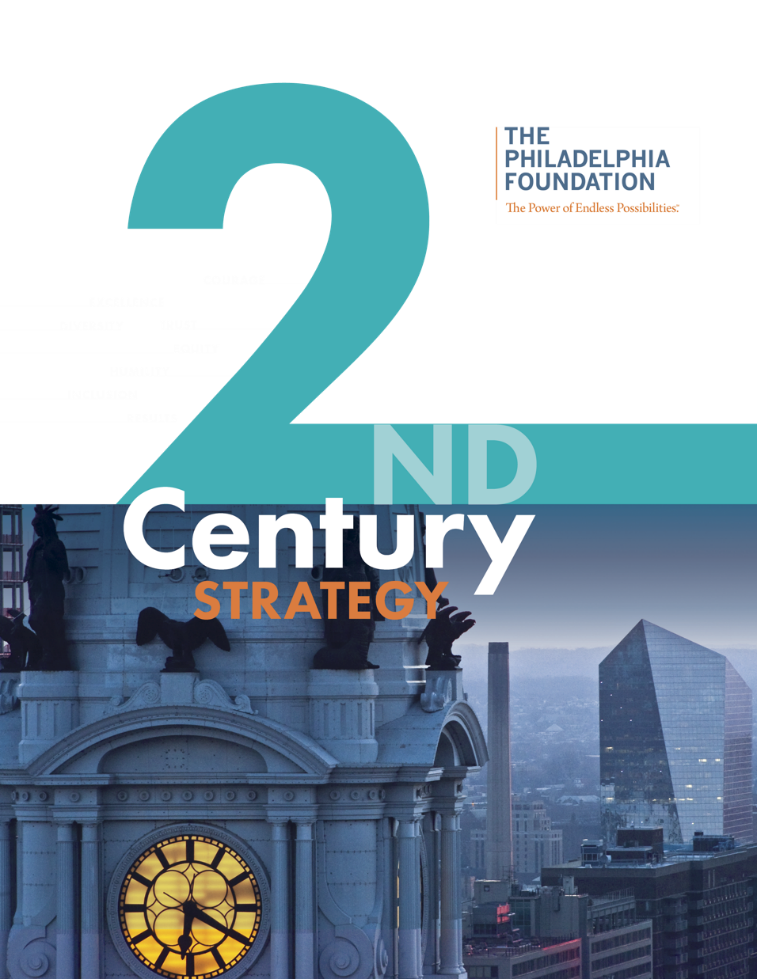 THE
PHILADELPHIA
FOUNDATION
The Power of Endless Possibilities.
2
ND
Century
STRATEGY